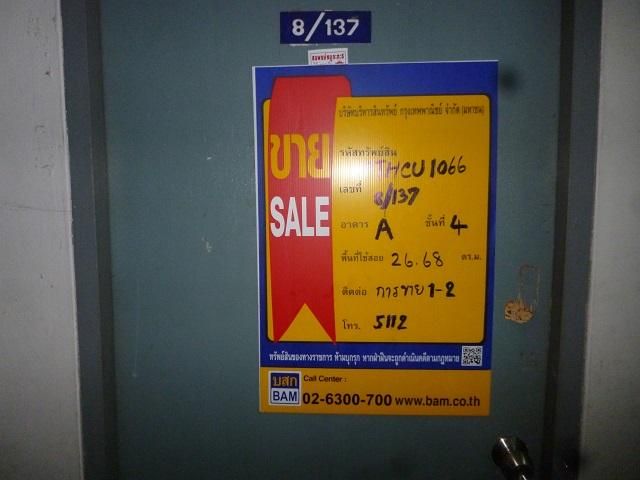 8/137
ขาย
SALE
บริษัทบริหารสินทรัพย์ กรุงเทพพาณิชย์ จำกัด (มหาชน)
รหัสทรัพย์สิน THCU1066
เลขที่ 8/137
อาคาร A ชั้นที่ 4
พื้นที่ใช้สอย 26.68 ตร.ม.
ติดต่อ การขาย 1-2
โทร. 5112
ทรัพย์สินของทางราชการ ห้ามบุกรุก หากฝ่าฝืนจะถูกดำเนินคดีตามกฎหมาย
บสก
BAM
Call Center :
02-6300-700 www.bam.co.th